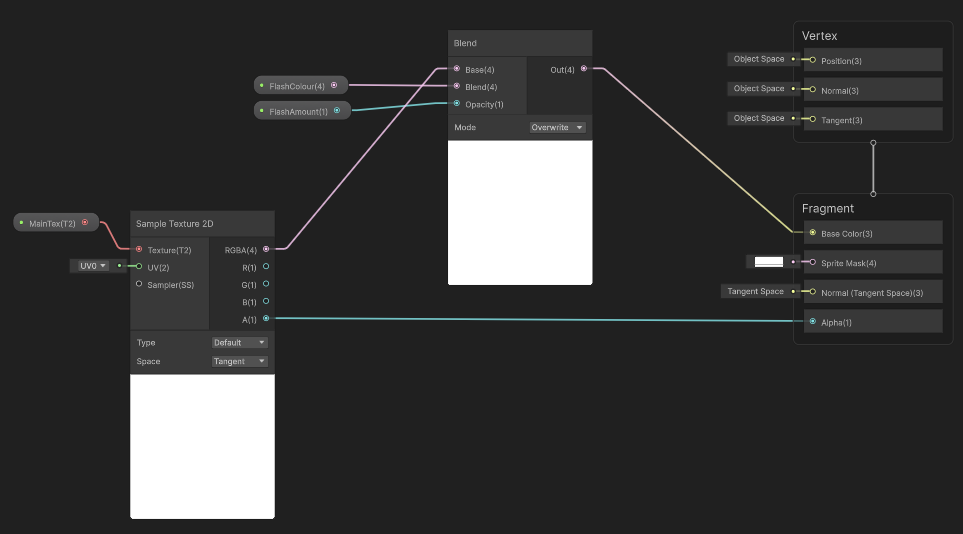 Blend
Base(4)
Out(4)
Blend(4)
Opacity(1)
Mode
Overwrite
FlashColour(4)
FlashAmount(1)
MainTex(T2)
UV0
Sample Texture 2D
Texture(T2)
RGBA(4)
UV(2)
R(1)
Sampler(SS)
G(1)
B(1)
A(1)
Type
Default
Space
Tangent
Vertex
Object Space
Position(3)
Object Space
Normal(3)
Object Space
Tangent(3)
Fragment
Base Color(3)
Sprite Mask(4)
Tangent Space
Normal (Tangent Space)(3)
Alpha(1)